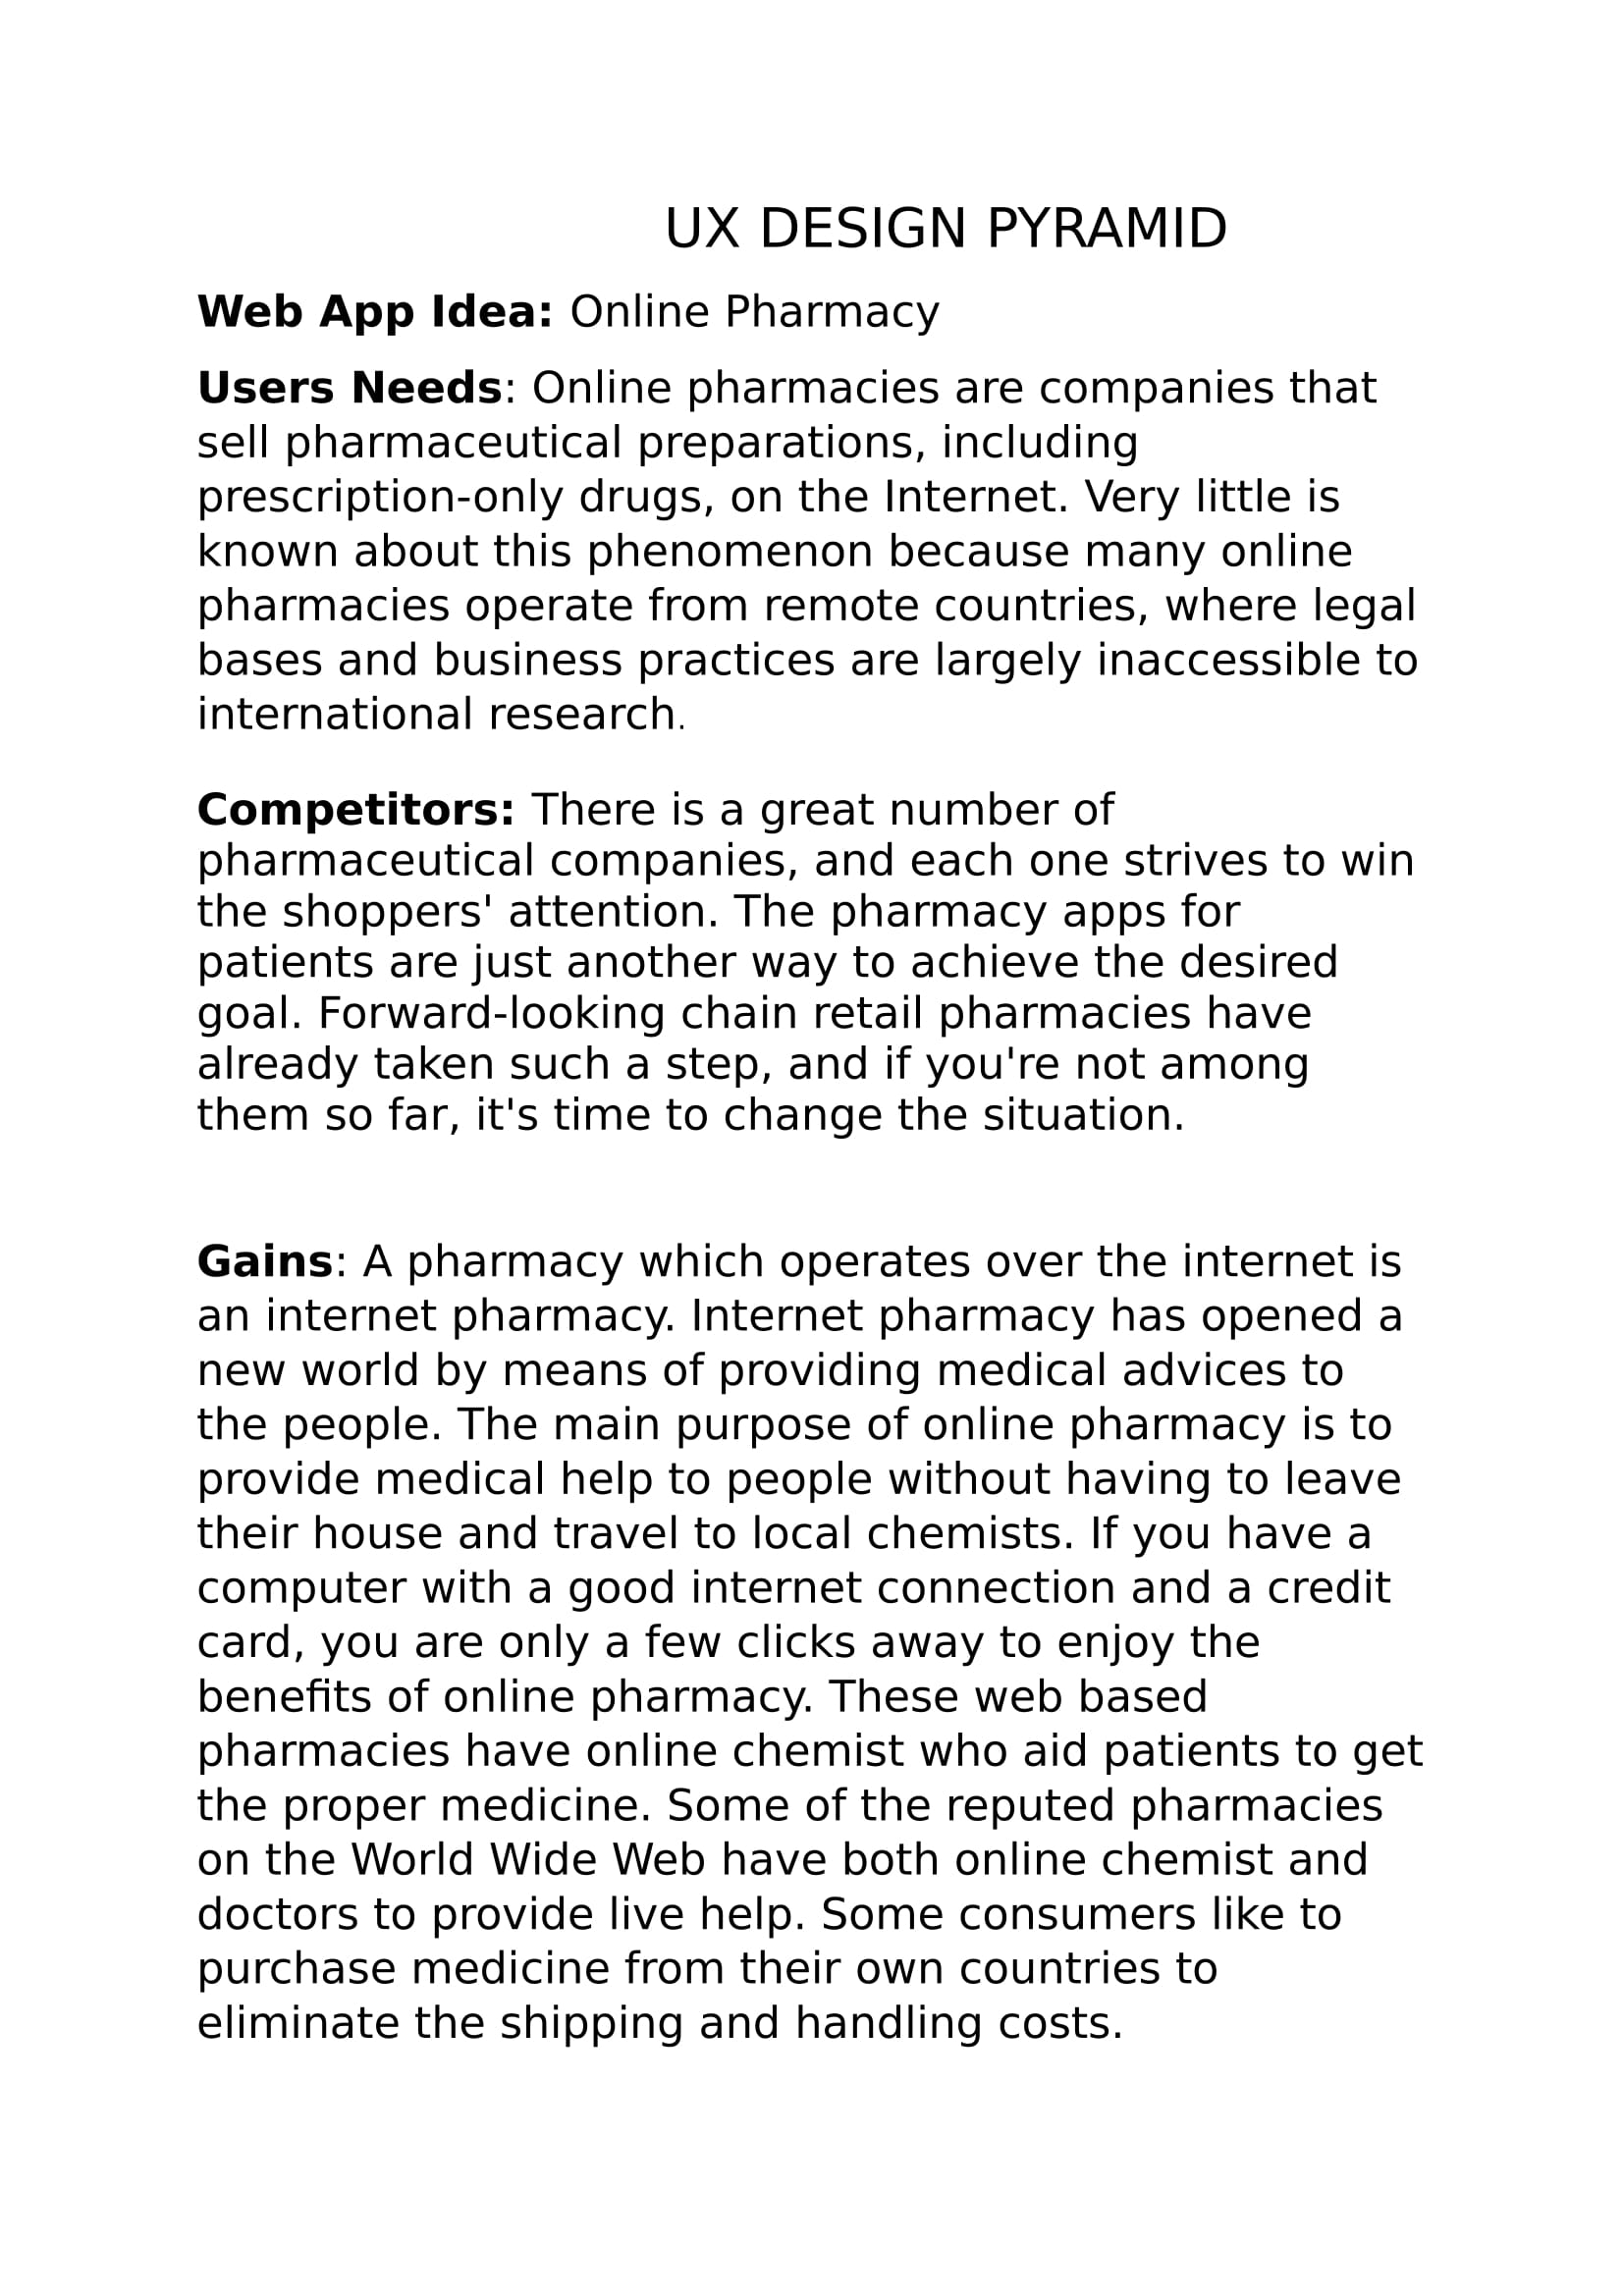 UX DESIGN PYRAMID
Web App Idea: Online Pharmacy
Users Needs: Online pharmacies are companies that
sell pharmaceutical preparations, including
prescription-only drugs, on the Internet. Very little is
known about this phenomenon because many online
pharmacies operate from remote countries, where legal
bases and business practices are largely inaccessible to
international research.
Competitors: There is a great number of
pharmaceutical companies, and each one strives to win
the shoppers' attention. The pharmacy apps for
patients are just another way to achieve the desired
goal. Forward-looking chain retail pharmacies have
already taken such a step, and if you're not among
them so far, it's time to change the situation.
Gains: A pharmacy which operates over the internet is
an internet pharmacy. Internet pharmacy has opened a
new world by means of providing medical advices to
the people. The main purpose of online pharmacy is to
provide medical help to people without having to leave
their house and travel to local chemists. If you have a
computer with a good internet connection and a credit
card, you are only a few clicks away to enjoy the
benefits of online pharmacy. These web based
pharmacies have online chemist who aid patients to get
the proper medicine. Some of the reputed pharmacies
on the World Wide Web have both online chemist and
doctors to provide live help. Some consumers like to
purchase medicine from their own countries to
eliminate the shipping and handling costs.